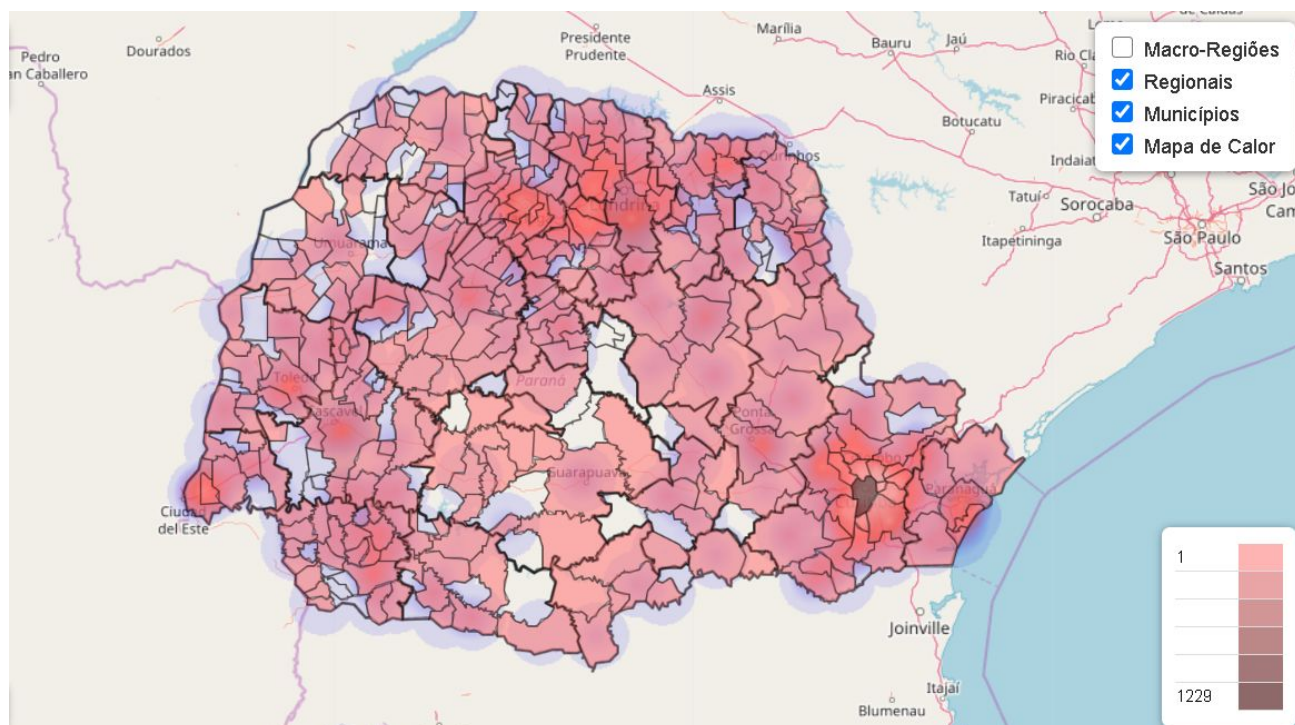 Pedro
an Caballero
Dourados
Presidente
Prudente
Marília
Bauru
Jaú
Rio Cla
Piracicab
Assis
Botucatu
Ourinhos
Indaiat
Tatuí
Sorocaba
São Jo
Cam
Itapetininga
São Paulo
Santos
Londrina
Umuarama
Toledo
Cascavel
Paraná
Ponta
Grossa
Guarapuava
Paranaguá
Ciudad
del Este
Joinville
Itajaí
Blumenau
Macro-Regiões
Regionais
Municípios
Mapa de Calor
1
1229